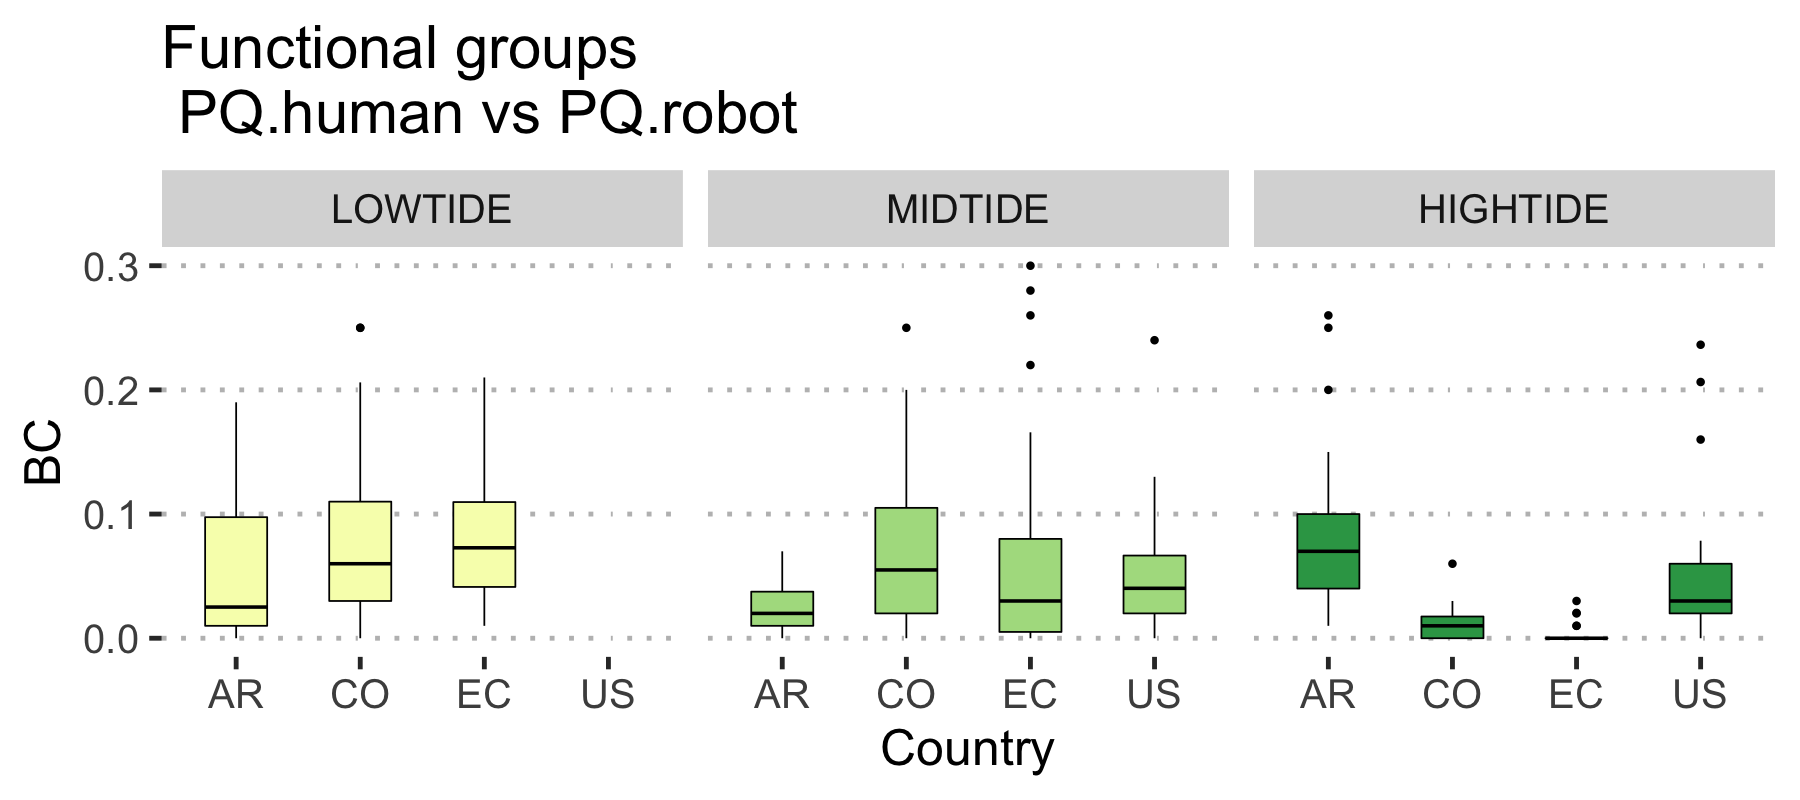 Functional groups
PQ.human vs PQ.robot
LOWTIDE MIDTIDE HIGHTIDE
0.3
0.2
0.1
0.0
BC
AR CO EC US AR CO EC US AR CO EC US
Country